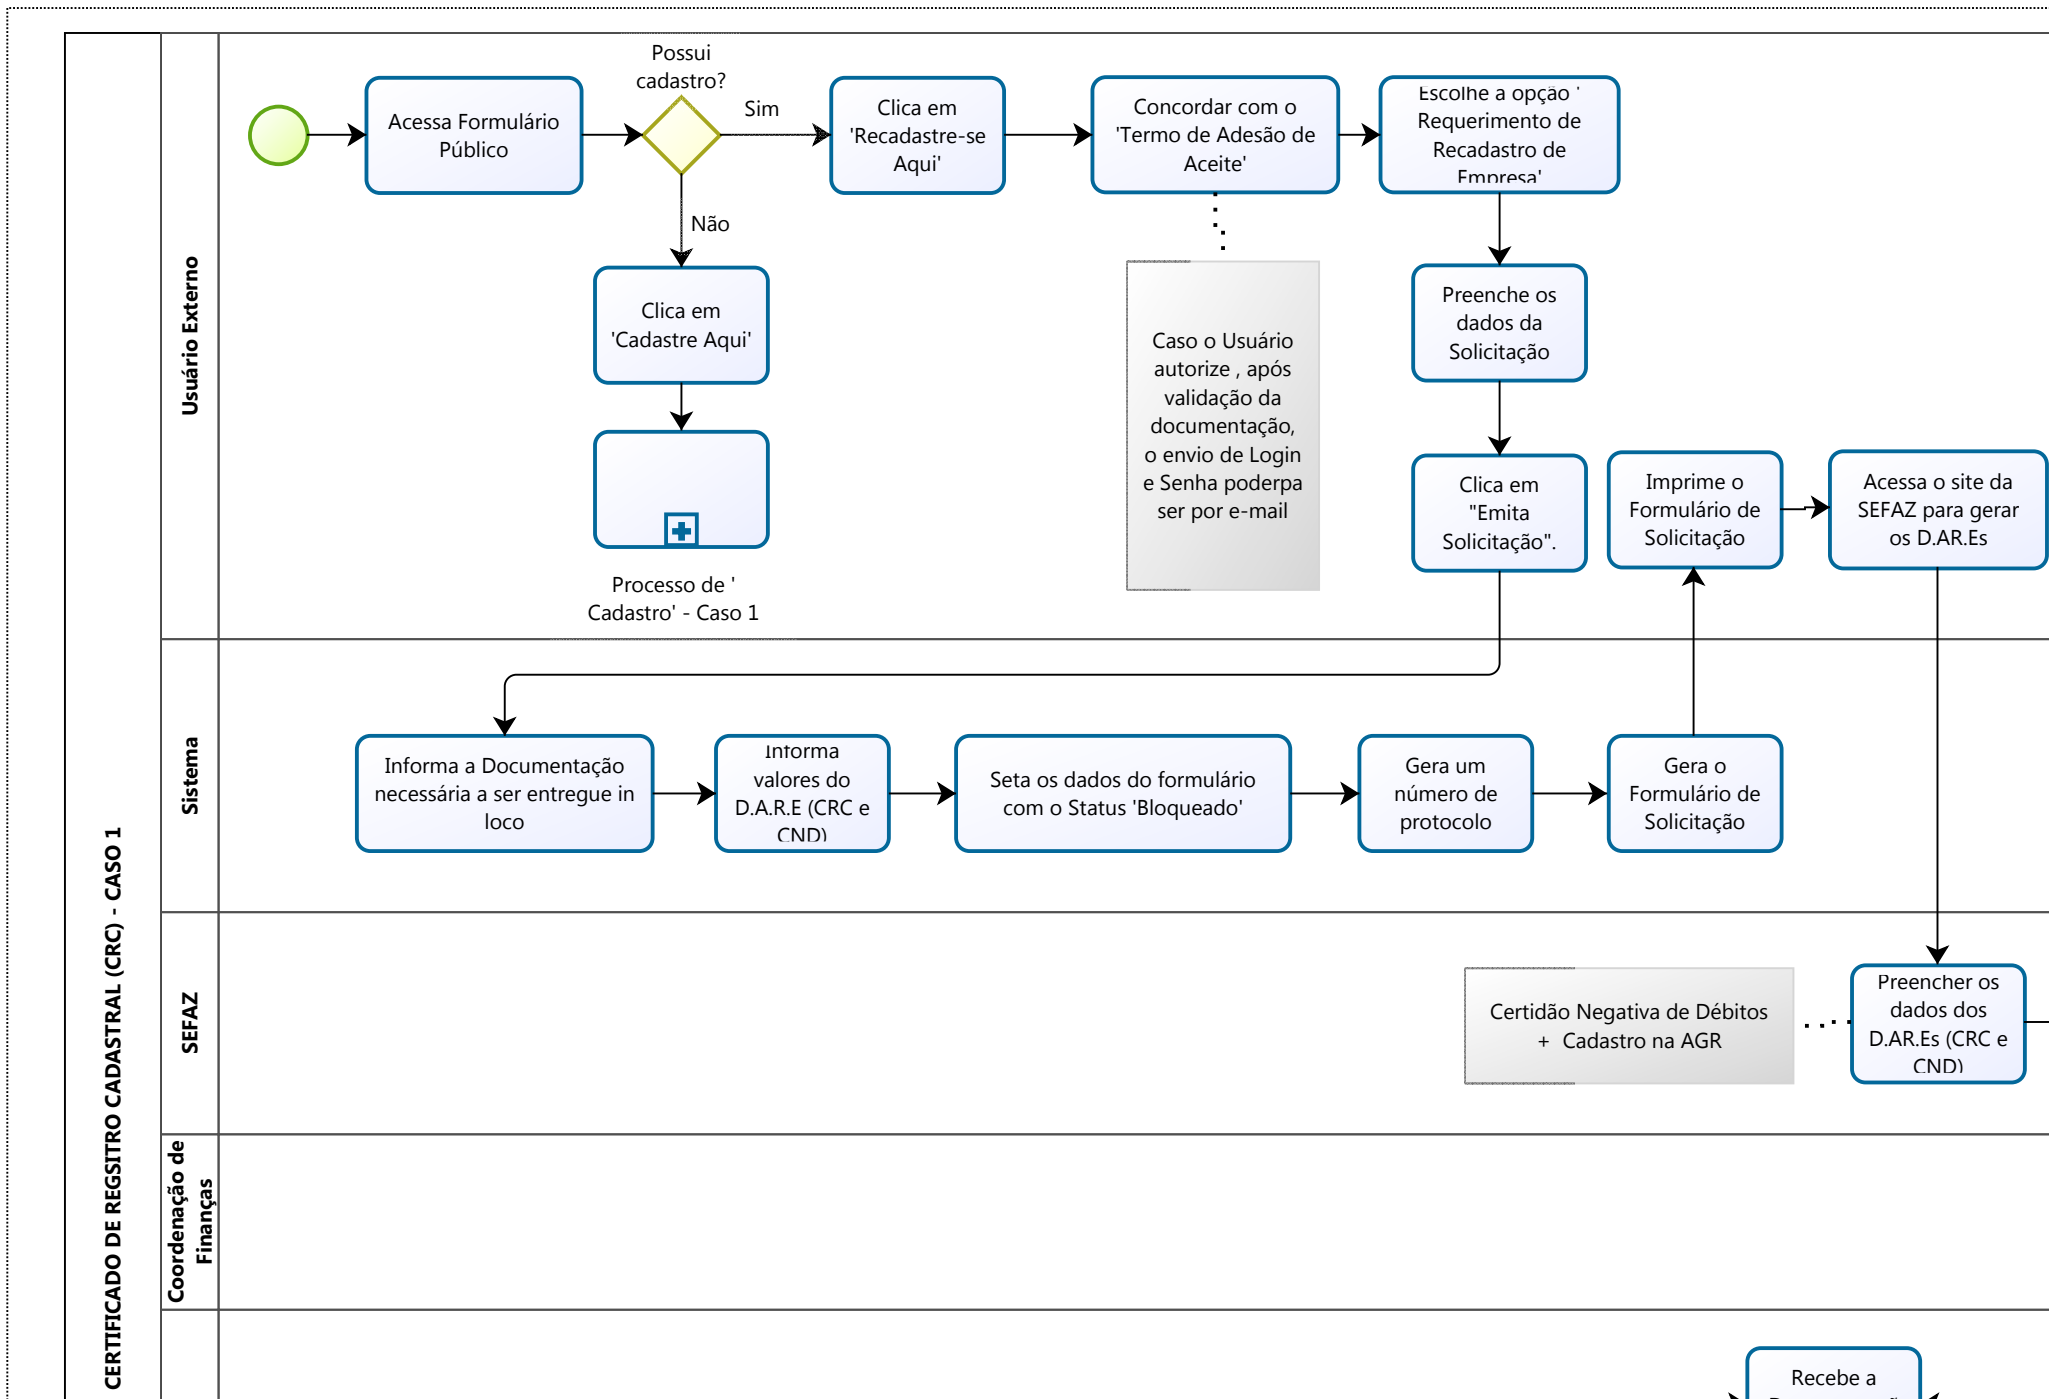 CERTIFICADO DE REGSITRO CADASTRAL (CRC) - CASO 1
Usuário Externo
Acessa Formulário
Público
Possui
cadastro?
Sim
Não
Clica em
'Recadastre-se
Aqui'
Concordar com o
'Termo de Adesão de
Aceite'
Escolhe a opção '
Requerimento de
Recadastro de
Empresa'
Clica em
'Cadastre Aqui'
Processo de '
Cadastro' - Caso 1
Caso o Usuário
autorize , após
validação da
documentação,
o envio de Login
e Senha poderpa
ser por e-mail
Preenche os
dados da
Solicitação
Clica em
"Emita
Solicitação".
Imprime o
Formulário de
Solicitação
Acessa o site da
SEFAZ para gerar
os D.AR.Es
Sistema
Informa a Documentação
necessária a ser entregue in
loco
Informa
valores do
D.A.R.E (CRC e
CND)
Seta os dados do formulário
com o Status 'Bloqueado'
Gera um
número de
protocolo
Gera o
Formulário de
Solicitação
SEFAZ
Certidão Negativa de Débitos
+ Cadastro na AGR
Preencher os
dados dos
D.AR.Es (CRC e
CND)
Coordenação de
Finanças
Recebe a